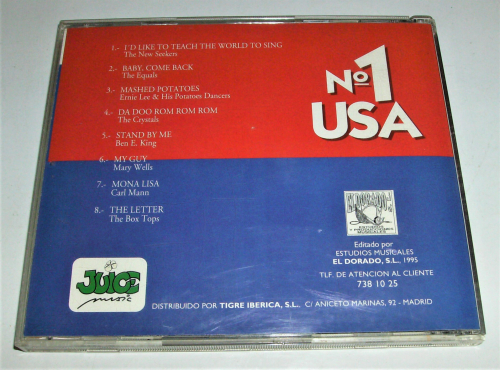 1.- I'D LIKE TO TEACH THE WORLD TO SING
The New Seekers
2.- BABY, COME BACK
The Equals
3.- MASHED POTATOES
Ernie Lee & His Potatoes Dancers
4.- DA DOO ROM ROM ROM
The Crystals
5.- STAND BY ME
Ben E. King
6.- MY GUY
Mary Wells
7.- MONA LISA
Carl Mann
8.- THE LETTER
The Box Tops
Nº1
USA
EL DORADO, S.L.
ESTUDIO
MUSICALES
Editado por
ESTUDIOS MUSICALES
EL DORADO, S.L., 1995
TLF. DE ATENCION AL CLIENTE
738 10 25
JUICE
music
DISTRIBUIDO POR TIGRE IBERICA, S.L. C/ ANICETO MARINAS, 92 - MADRID